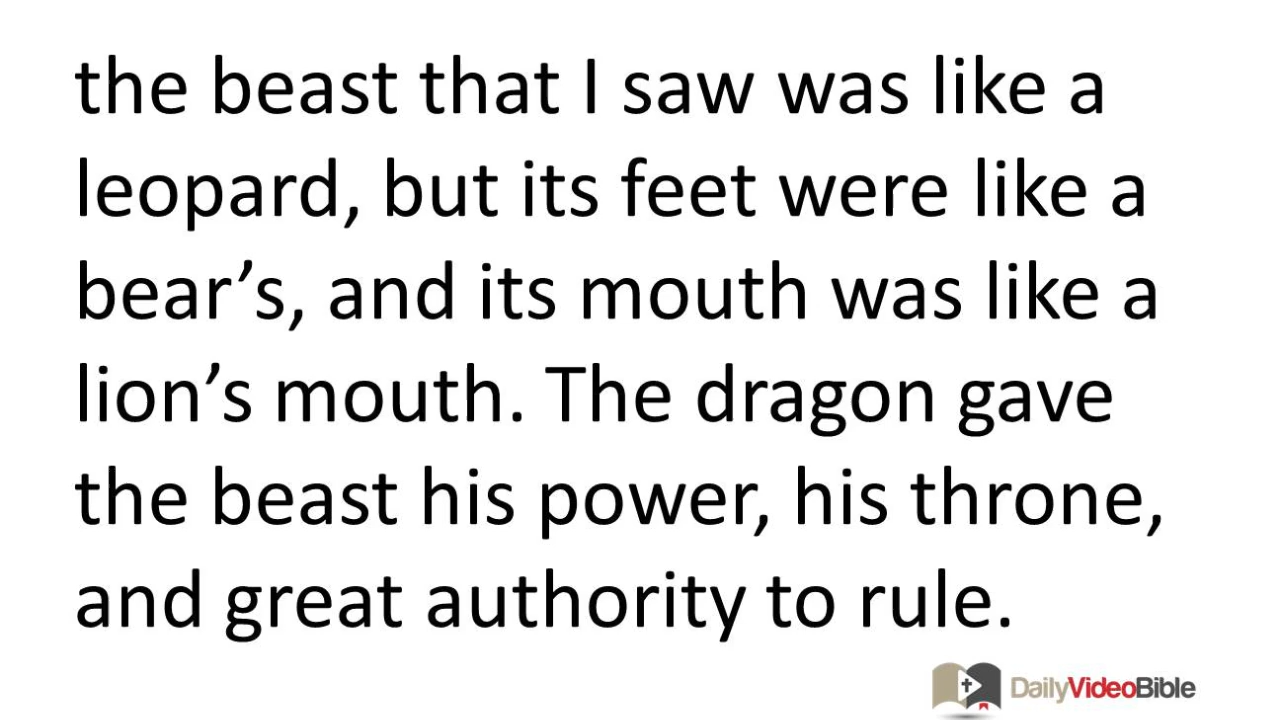 the beast that I saw was like a
leopard, but its feet were like a
bear’s, and its mouth was like a
lion’s mouth. The dragon gave
the beast his power, his throne,
and great authority to rule.
DailyVideoBible